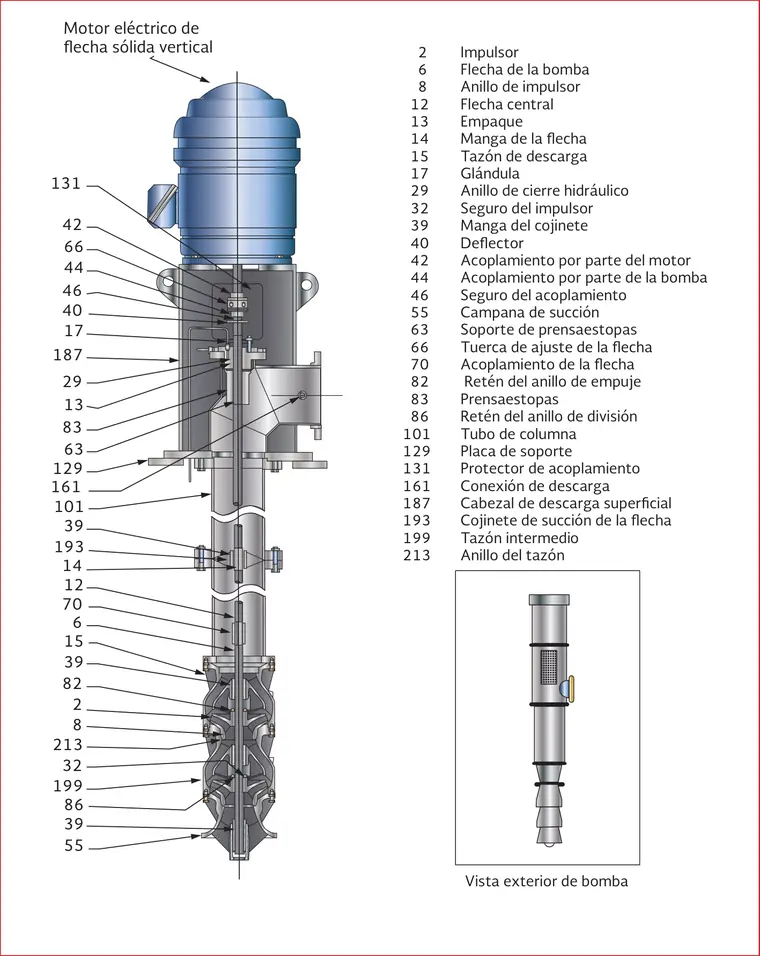 Motor eléctrico de
flecha sólida vertical
131
42
66
44
46
40
17
187
29
13
83
63
129
161
101
39
193
14
12
70
6
15
39
82
2
8
213
32
199
86
39
55
2 Impulsor
6 Flecha de la bomba
8 Anillo de impulsor
12 Flecha central
13 Empaque
14 Manga de la flecha
15 Tazón de descarga
17 Glándula
29 Anillo de cierre hidráulico
32 Seguro del impulsor
39 Manga del cojinete
40 Deflector
42 Acoplamiento por parte del motor
44 Acoplamiento por parte de la bomba
46 Seguro del acoplamiento
55 Campana de succión
63 Soporte de prensaestopas
66 Tuerca de ajuste de la flecha
70 Acoplamiento de la flecha
82 Retén del anillo de empuje
83 Prensaestopas
86 Retén del anillo de división
101 Tubo de columna
129 Placa de soporte
131 Protector de acoplamiento
161 Conexión de descarga
187 Cabezal de descarga superficial
193 Cojinete de succión de la flecha
199 Tazón intermedio
213 Anillo del tazón
Vista exterior de bomba